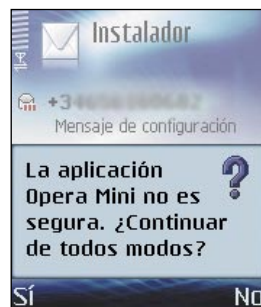 Instalador
+3
Mensaje de configuración
La aplicación
Opera Mini no es
segura. ¿Continuar
de todos modos?
Sí No